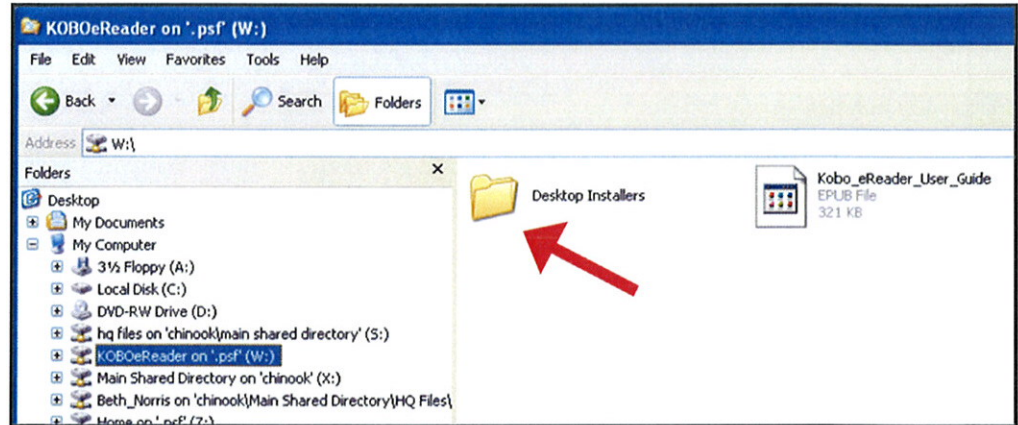 KOBOeReader on '.psf' (W:)
File Edit View Favorites Tools Help
Back Search Folders
Address W:\
Folders
Desktop
My Documents
My Computer
3½ Floppy (A:)
Local Disk (C:)
DVD-RW Drive (D:)
hq files on 'chinook\main shared directory' (S:)
KOBOeReader on '.psf' (W:)
Main Shared Directory on 'chinook' (X:)
Beth_Norris on 'chinook\Main Shared Directory\HQ Files\
Home on '.psf' (Z:)
Desktop Installers
Kobo_eReader_User_Guide
EPUB File
321 KB